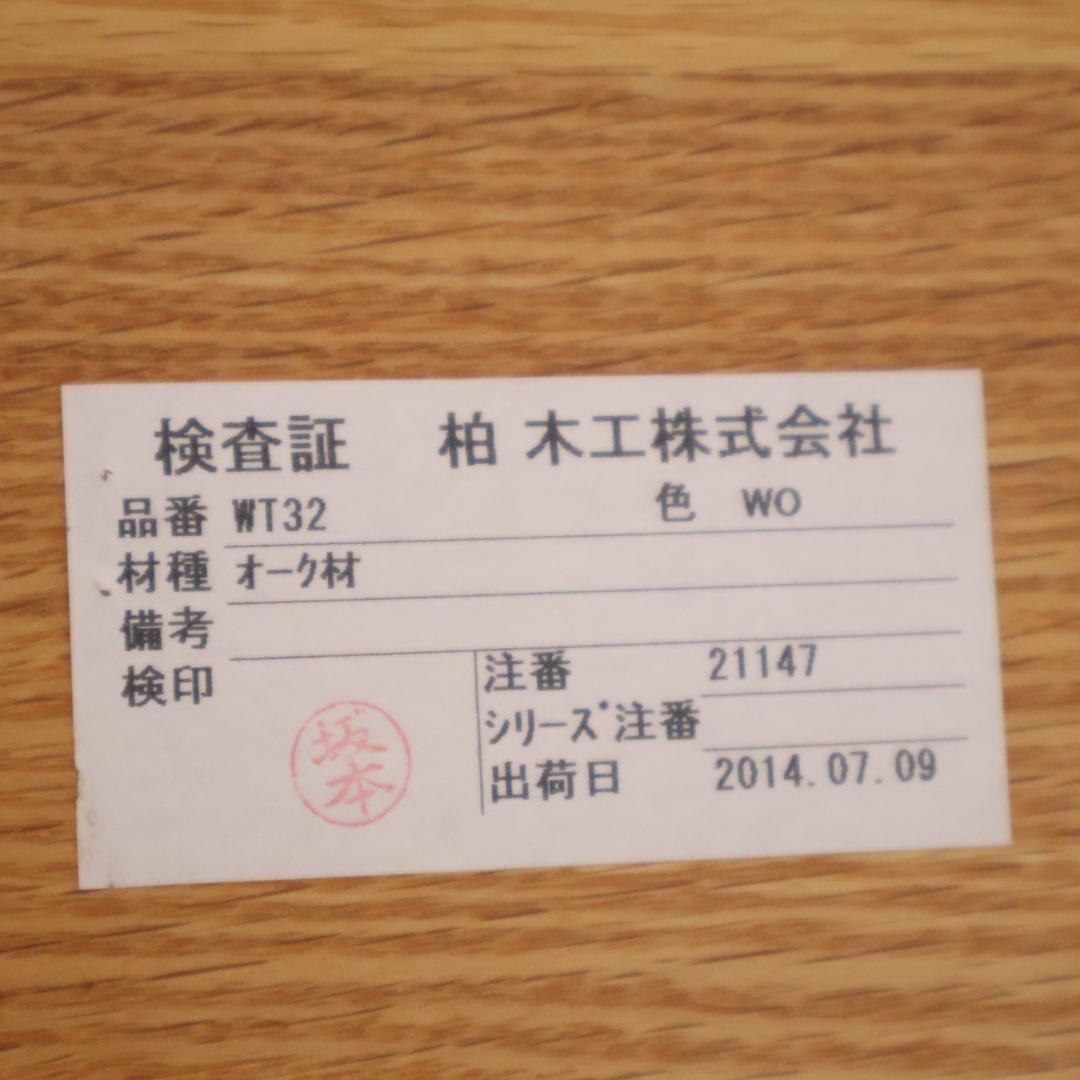 検査証 柏 木工株式会社
品番 WT32 色 WO
材種 オーク材
備考
検印
坂本
注番 21147
シリーズ注番
出荷日 2014.07.09